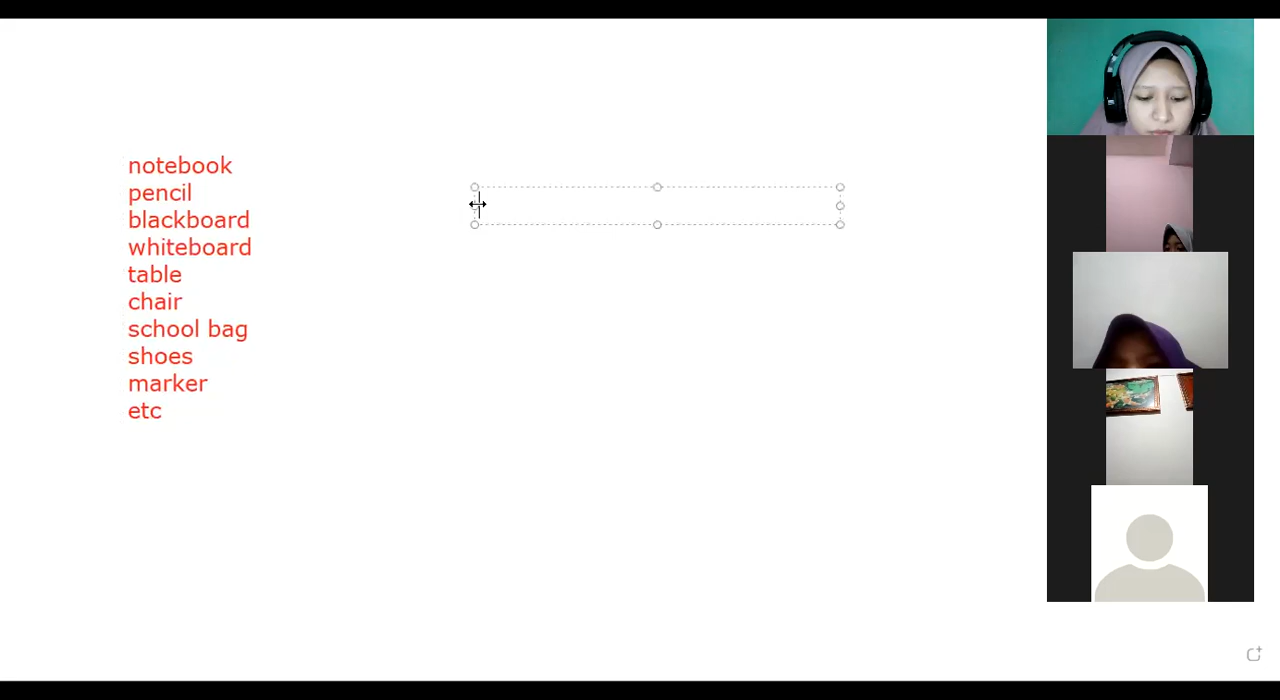 notebook
pencil
blackboard
whiteboard
table
chair
school bag
shoes
marker
etc